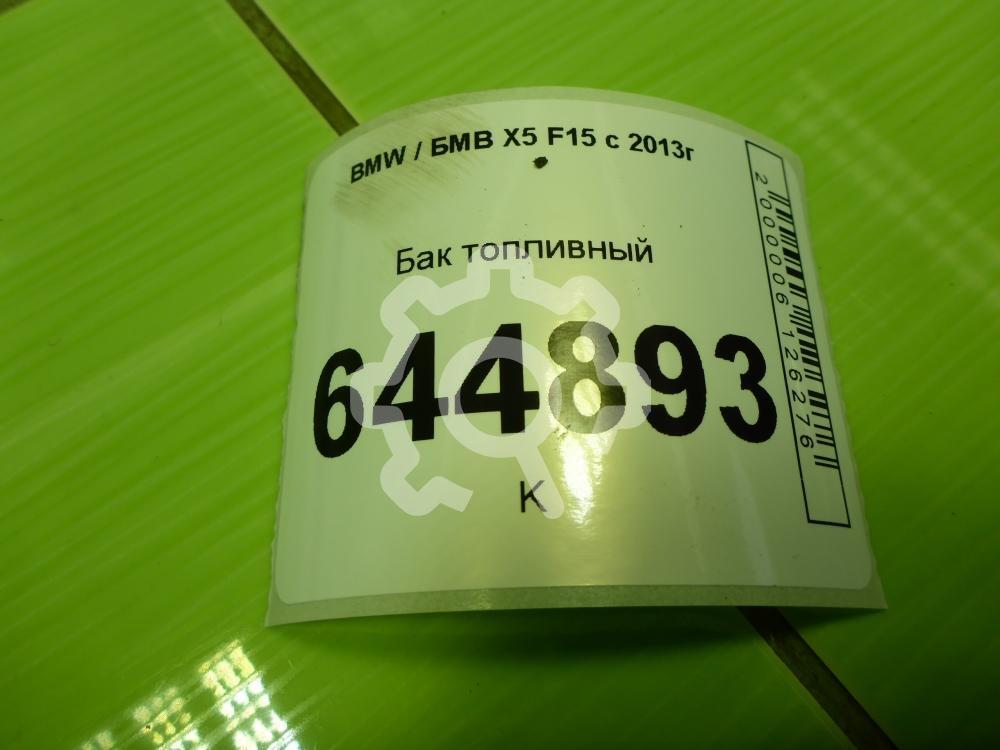 BMW / БМВ X5 F15 с 2013г
Бак топливный
644893
К
2000006126276